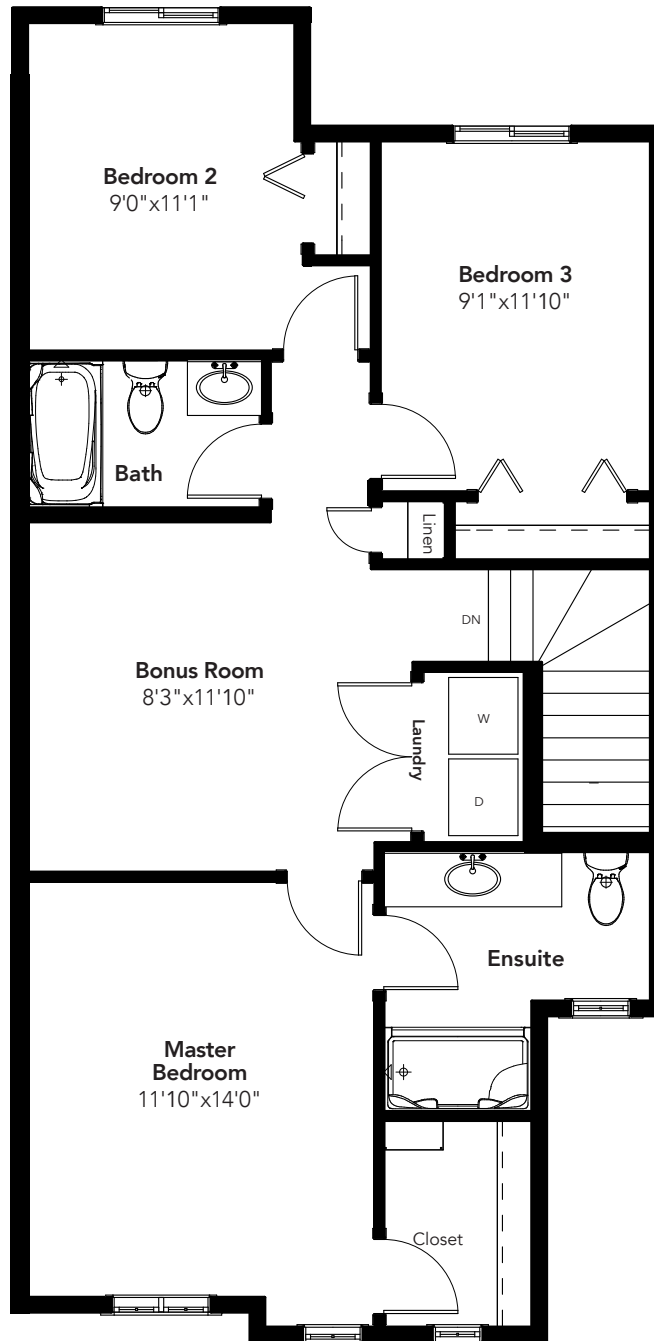 Bedroom 2
9'0"x11'1"
Bedroom 3
9'1"x11'10"
Bath
Linen
DN
Bonus Room
8'3"x11'10"
Laundry
W
D
Ensuite
Master
Bedroom
11'10"x14'0"
Closet